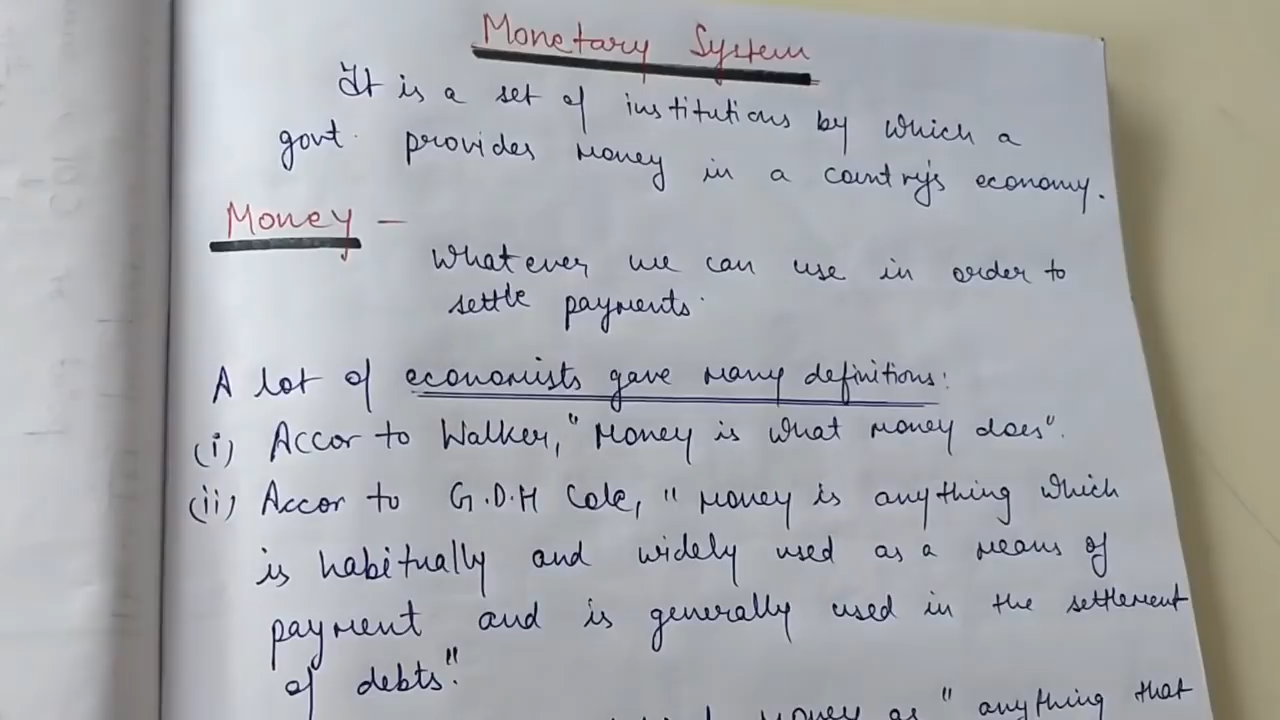 Monetary System
It is a set of institutions by which a
govt. provides money in a country's economy.
Money –
Whatever we can use in order to
settle payments.
A lot of economists gave many definitions:
(i) Accor to Walker, "Money is what money does".
(ii) Accor to G.D.H Cole, "money is anything which
is habitually and widely used as a means of
payment and is generally used in the settlement
of debts."
money as "anything that